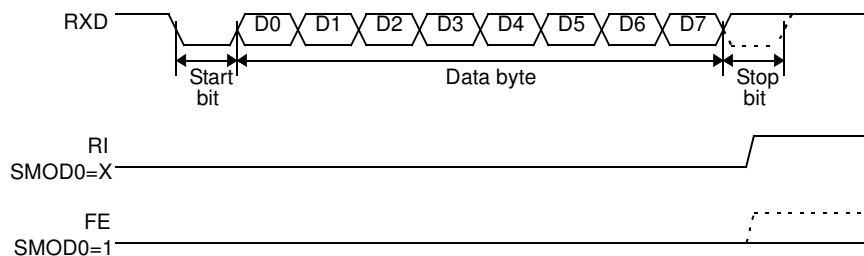 RXD
D0 D1 D2 D3 D4 D5 D6 D7
Start
bit
Data byte
Stop
bit
RI
SMOD0=X
FE
SMOD0=1